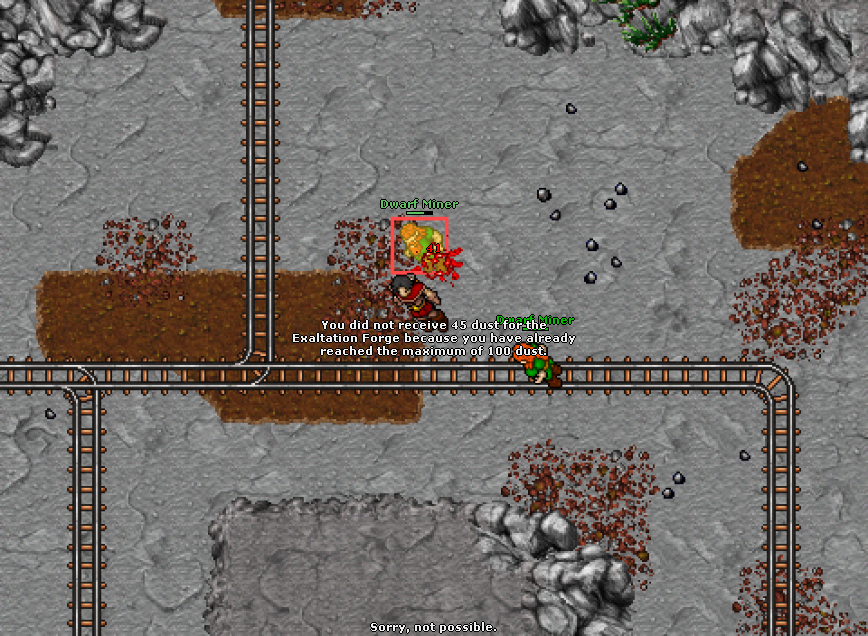 Dwarf Miner
41
Dwarf Miner
You did not receive 45 dust for the
Exaltation Forge because you have already
reached the maximum of 100 dust.
Sorry, not possible.